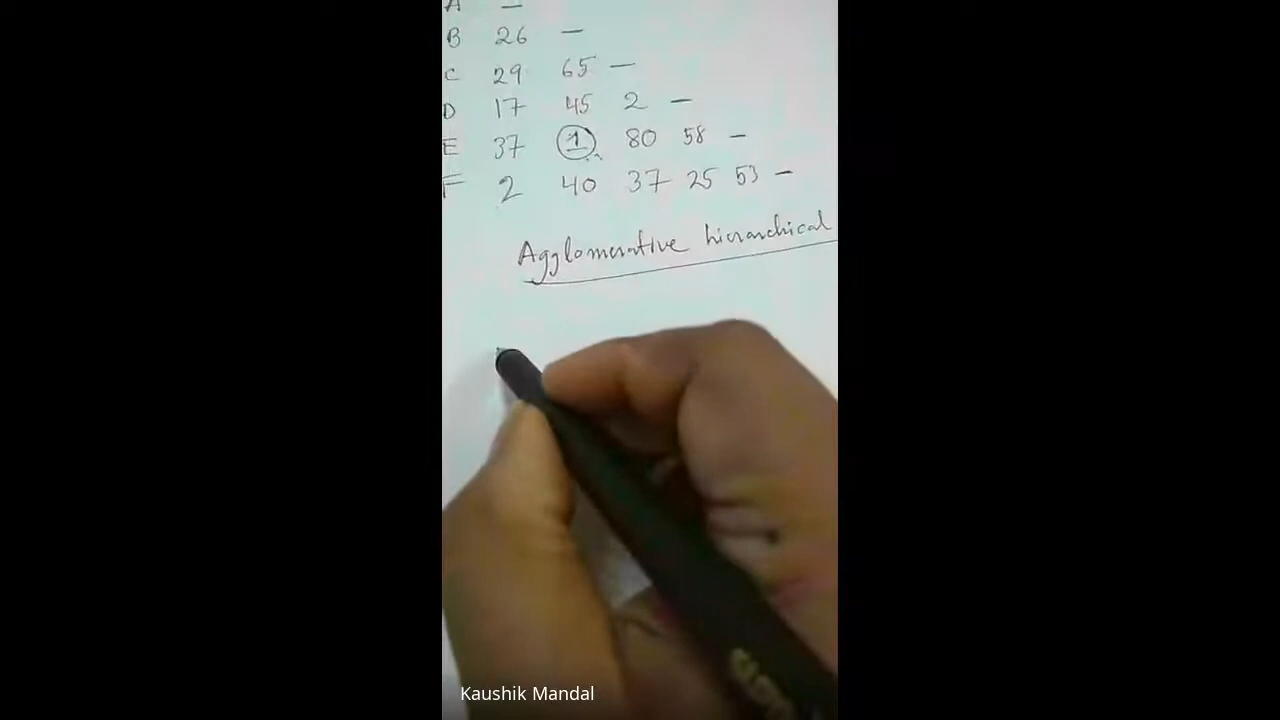 A —
B 26 —
C 29 65 —
D 17 45 2 —
E 37 1 80 58 —
F 2 40 37 25 53 —
Agglomerative hierarchical
Kaushik Mandal